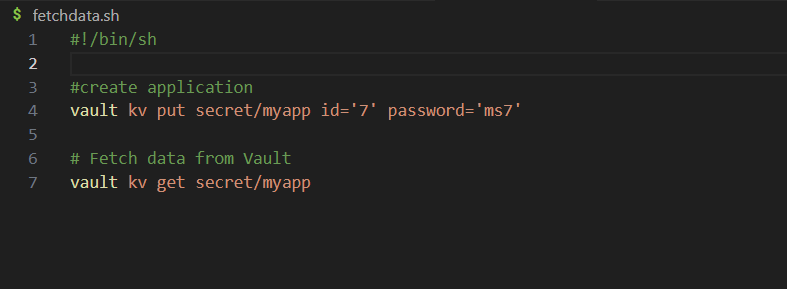 $ fetchdata.sh
1 #!/bin/sh
2
3 #create application
4 vault kv put secret/myapp id='7' password='ms7'
5
6 # Fetch data from Vault
7 vault kv get secret/myapp